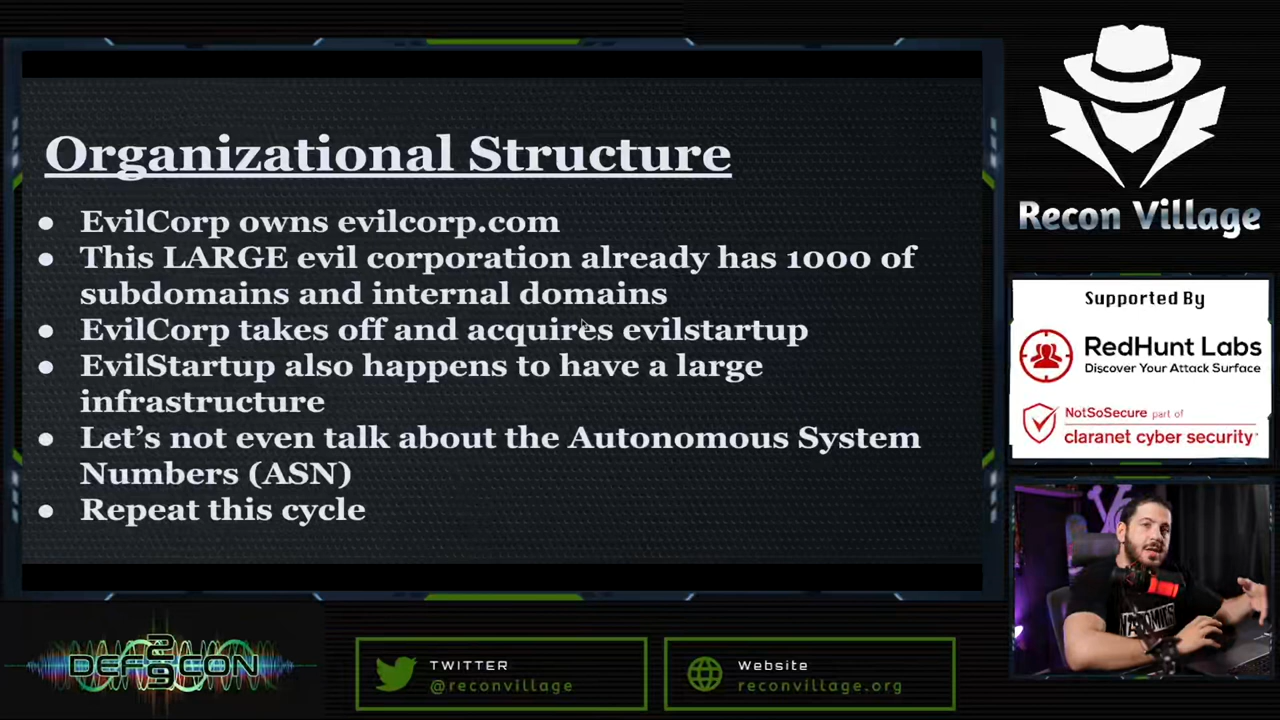 Organizational Structure
● EvilCorp owns evilcorp.com
● This LARGE evil corporation already has 1000 of
subdomains and internal domains
● EvilCorp takes off and acquires evilstartup
● EvilStartup also happens to have a large
infrastructure
● Let's not even talk about the Autonomous System
Numbers (ASN)
● Repeat this cycle
Recon Village
Supported By
RedHunt Labs
Discover Your Attack Surface
NotSoSecure part of
claranet cyber security
DEF CON
29
TWITTER
@reconvillage
Website
reconvillage.org